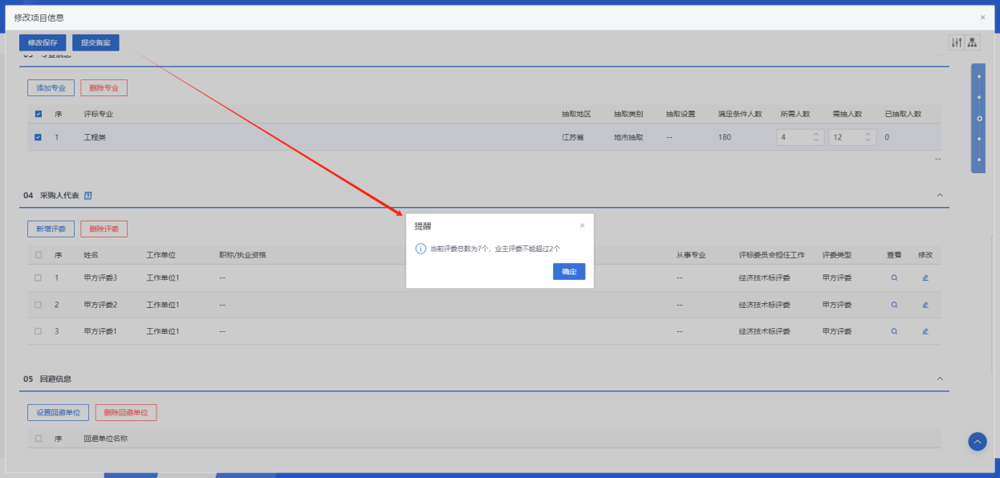 修改项目信息 ×
修改保存 提交备案
03 专业信息
添加专业 删除专业
序 评标专业 抽取地区 抽取类别 抽取设置 满足条件人数 所需人数 需抽人数 已抽取人数
1 工程类 江苏省 地市抽取 -- 180 4 12 0
--
04 采购人代表 ?
新增评委 删除评委
序 姓名 工作单位 职称/执业资格 从事专业 评标委员会担任工作 评委类型 查看 修改
1 甲方评委3 工作单位1 -- -- 经济技术标评委 甲方评委
2 甲方评委2 工作单位1 -- -- 经济技术标评委 甲方评委
3 甲方评委1 工作单位1 -- -- 经济技术标评委 甲方评委
提醒 ×
当前评委总数为7个，业主评委不能超过2个
确定
05 回避信息
设置回避单位 删除回避单位
序 回避单位名称